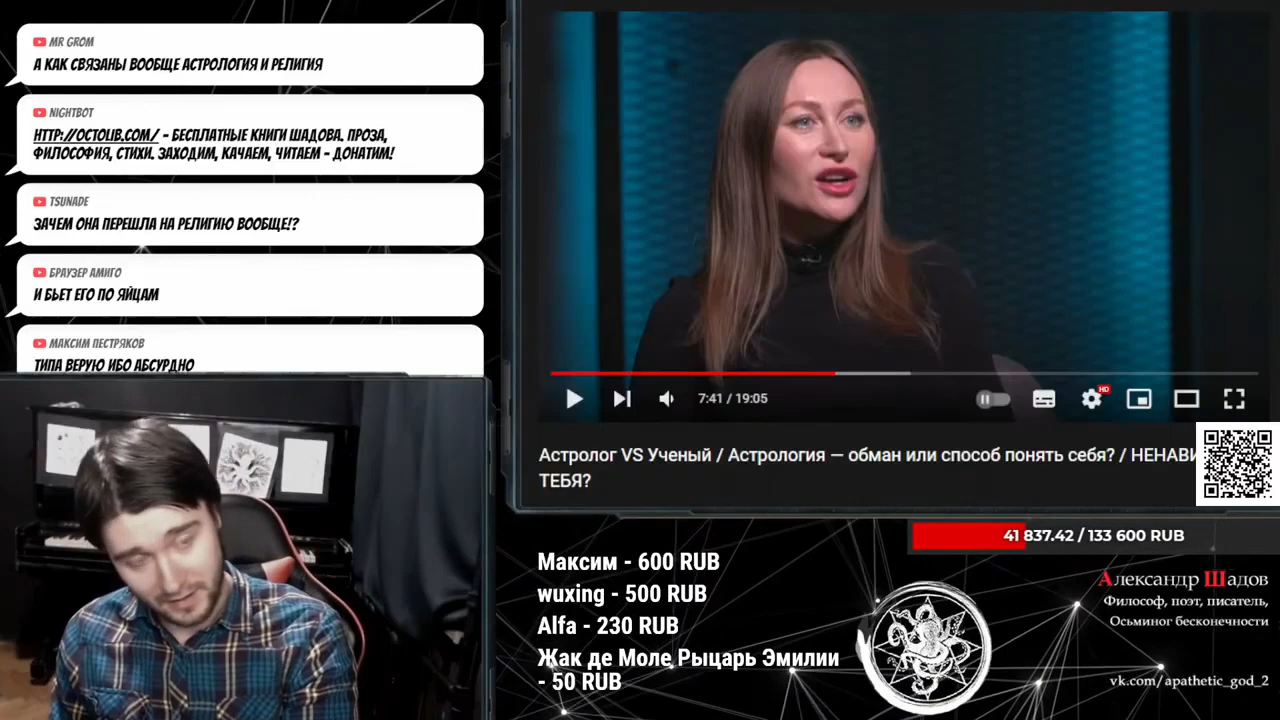 MR GROM
А КАК СВЯЗАНЫ ВООБЩЕ АСТРОЛОГИЯ И РЕЛИГИЯ
NIGHTBOT
HTTP://OCTOLIB.COM/ - БЕСПЛАТНЫЕ КНИГИ ШАДОВА. ПРОЗА,
ФИЛОСОФИЯ, СТИХИ. ЗАХОДИМ, КАЧАЕМ, ЧИТАЕМ - ДОНАТИМ!
TSUNADE
ЗАЧЕМ ОНА ПЕРЕШЛА НА РЕЛИГИЮ ВООБЩЕ!?
БРАУЗЕР АМИГО
И БЬЕТ ЕГО ПО ЯЙЦАМ
МАКСИМ ПЕСТРЯКОВ
ТИПА ВЕРУЮ ИБО АБСУРДНО
7:41 / 19:05
HD
Астролог VS Ученый / Астрология — обман или способ понять себя? / НЕНАВИ
ТЕБЯ?
41 837.42 / 133 600 RUB
Максим - 600 RUB
wuxing - 500 RUB
Alfa - 230 RUB
Жак де Моле Рыцарь Эмилии
- 50 RUB
Александр Шадов
Философ, поэт, писатель,
Осьминог бесконечности
vk.com/apathetic_god_2